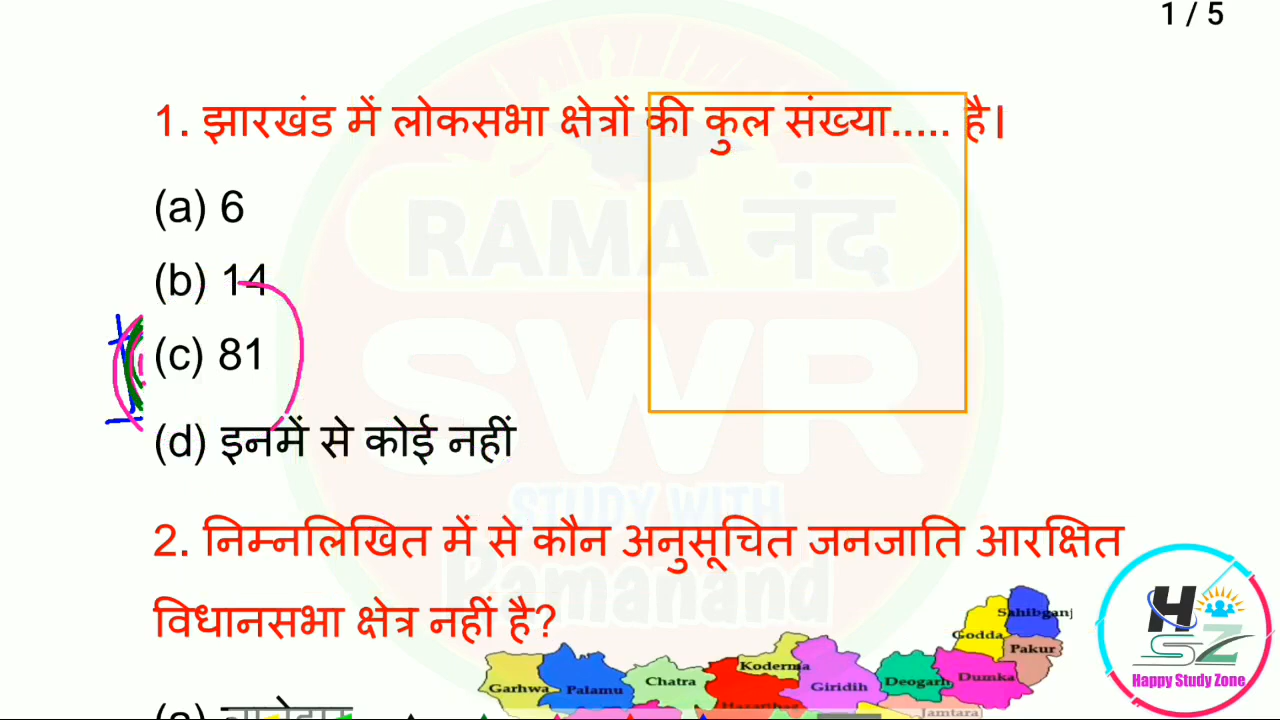 1 / 5
1. झारखंड में लोकसभा क्षेत्रों की कुल संख्या..... है।
(a) 6
(b) 14
(c) 81
(d) इनमें से कोई नहीं
RAMA नंद
SWR
STUDY WITH
Ramanand
2. निम्नलिखित में से कौन अनुसूचित जनजाति आरक्षित
विधानसभा क्षेत्र नहीं है?
Sahibganj
Godda
Pakur
Koderma
Garhwa
Palamu
Chatra
Giridih
Deogarh
Dumka
Jamtara
HSZ
Happy Study Zone